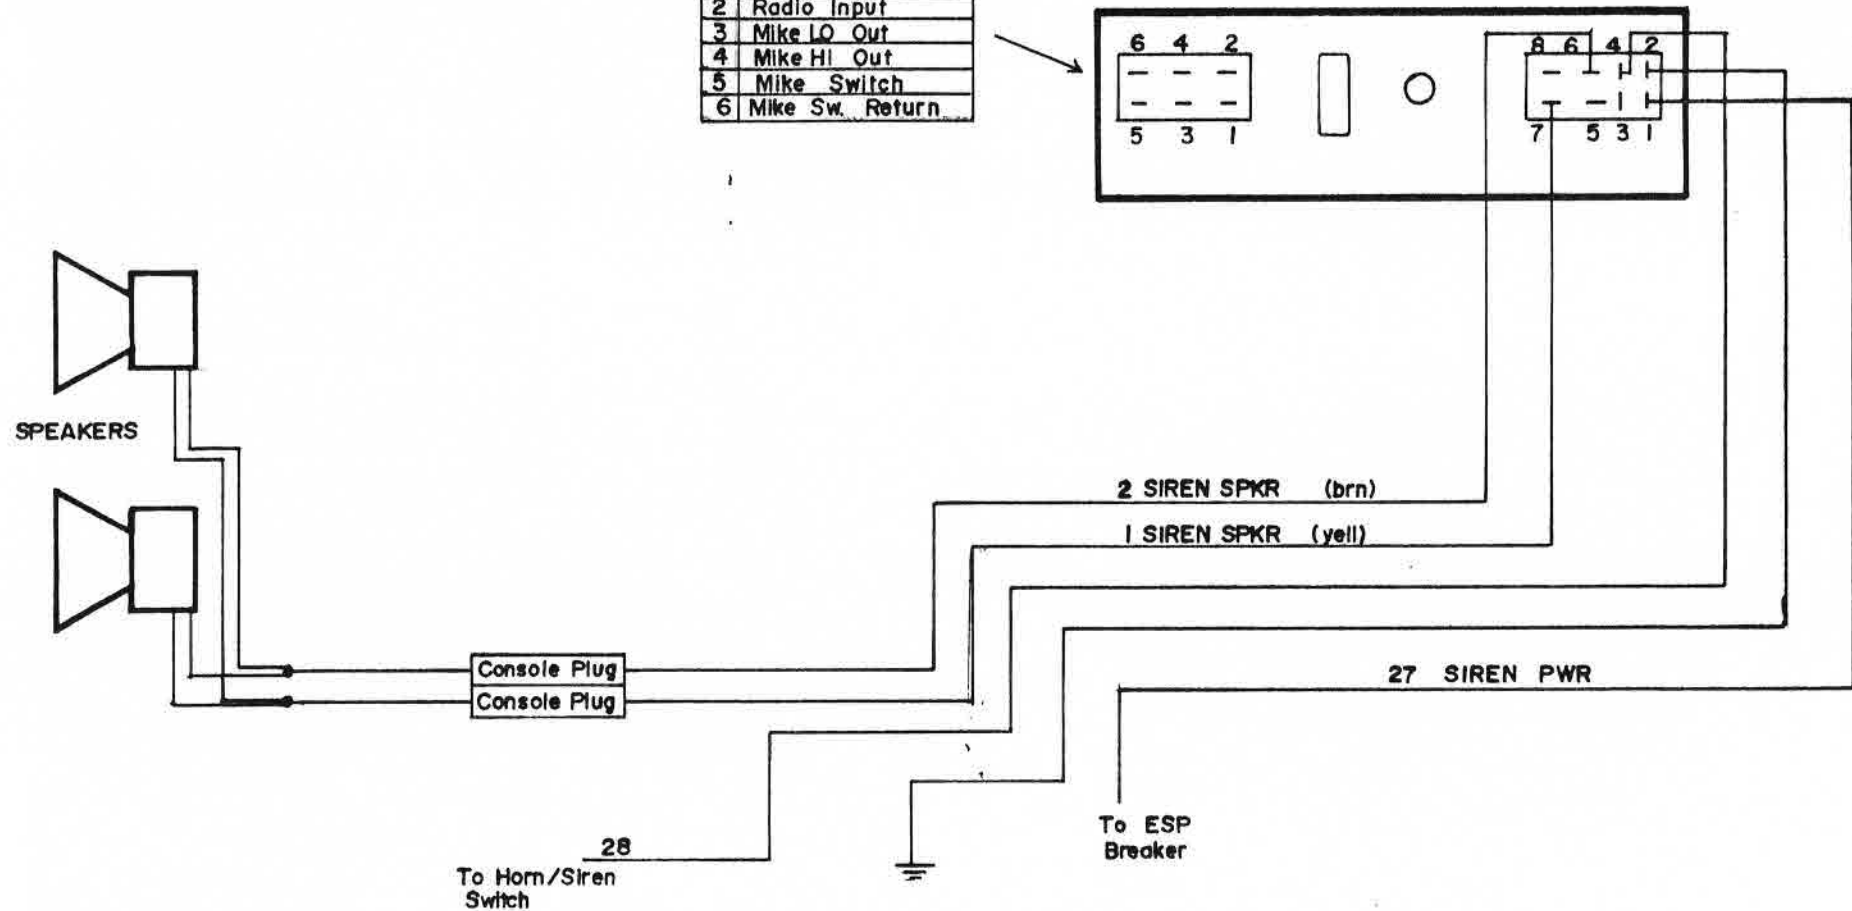 2 Radio Input
3 Mike LO Out
4 Mike HI Out
5 Mike Switch
6 Mike Sw. Return
6 4 2
5 3 1
8 6 4 2
7 5 3 1
SPEAKERS
2 SIREN SPKR (brn)
1 SIREN SPKR (yell)
Console Plug
Console Plug
27 SIREN PWR
To ESP
Breaker
28
To Horn/Siren
Switch